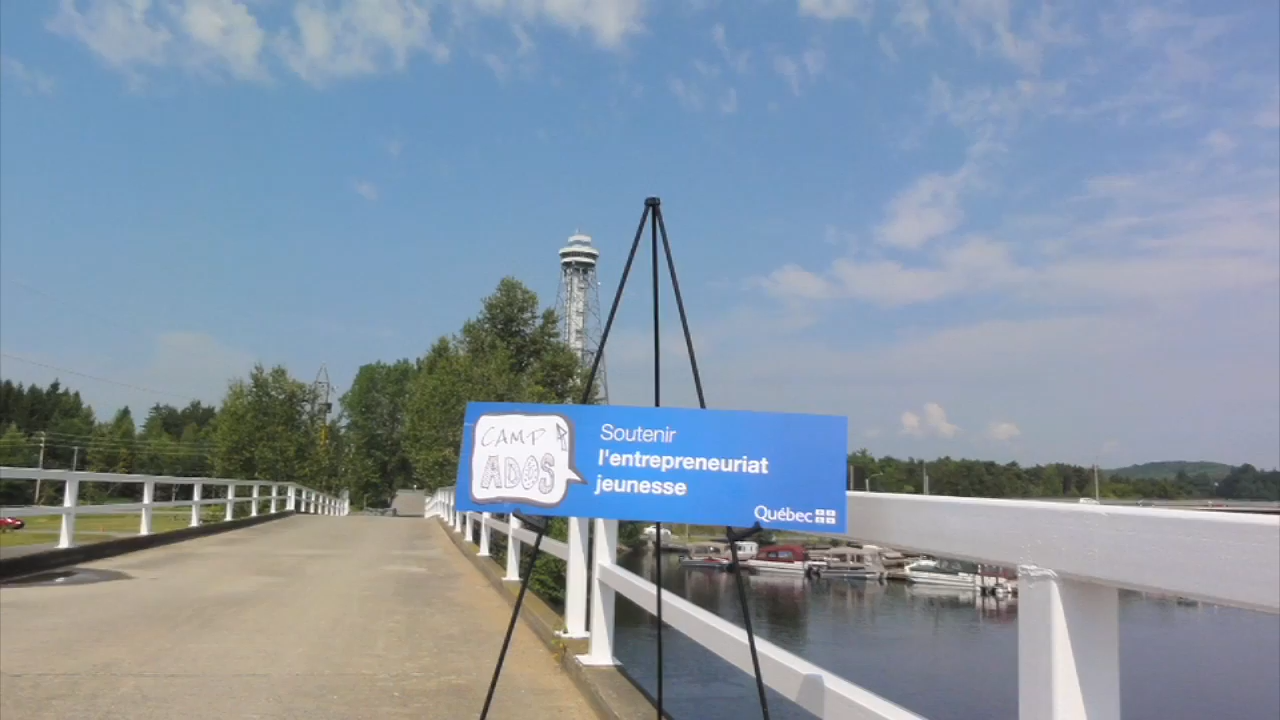 CAMP
ADOS
Soutenir
l'entrepreneuriat
jeunesse
Québec